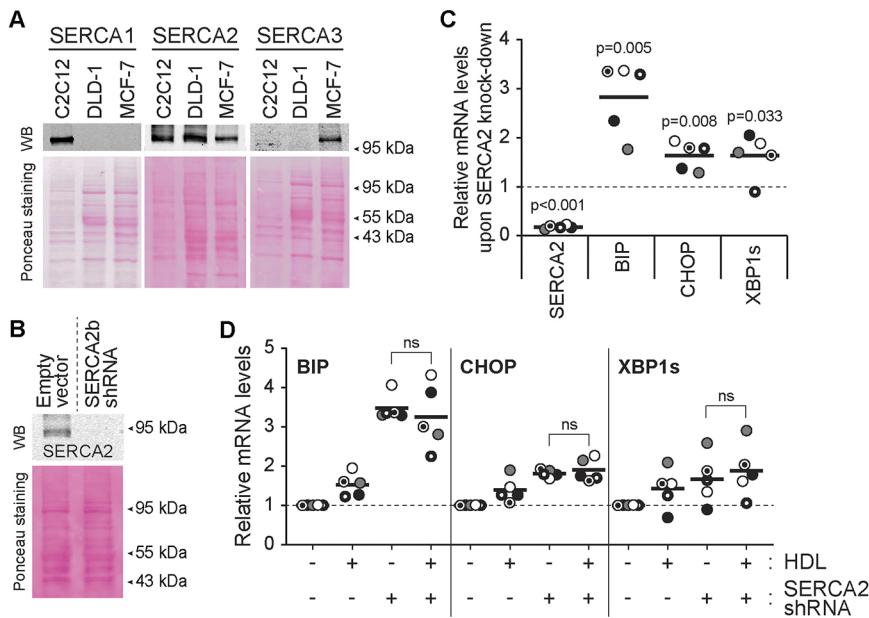 A
SERCA1
SERCA2
SERCA3
C2C12
DLD-1
MCF-7
C2C12
DLD-1
MCF-7
C2C12
DLD-1
MCF-7
WB
95 kDa
Ponceau staining
95 kDa
55 kDa
43 kDa
B
Empty
vector
SERCA2b
shRNA
WB
95 kDa
SERCA2
Ponceau staining
95 kDa
55 kDa
43 kDa
C
Relative mRNA levels
upon SERCA2 knock-down
4
3
2
1
0
p<0.001
p=0.005
p=0.008
p=0.033
SERCA2
BIP
CHOP
XBP1s
D
Relative mRNA levels
5
4
3
2
1
0
BIP
ns
CHOP
ns
XBP1s
ns
- + - + - + - + - + - + : HDL
- - + + - - + + - - + + : SERCA2
shRNA